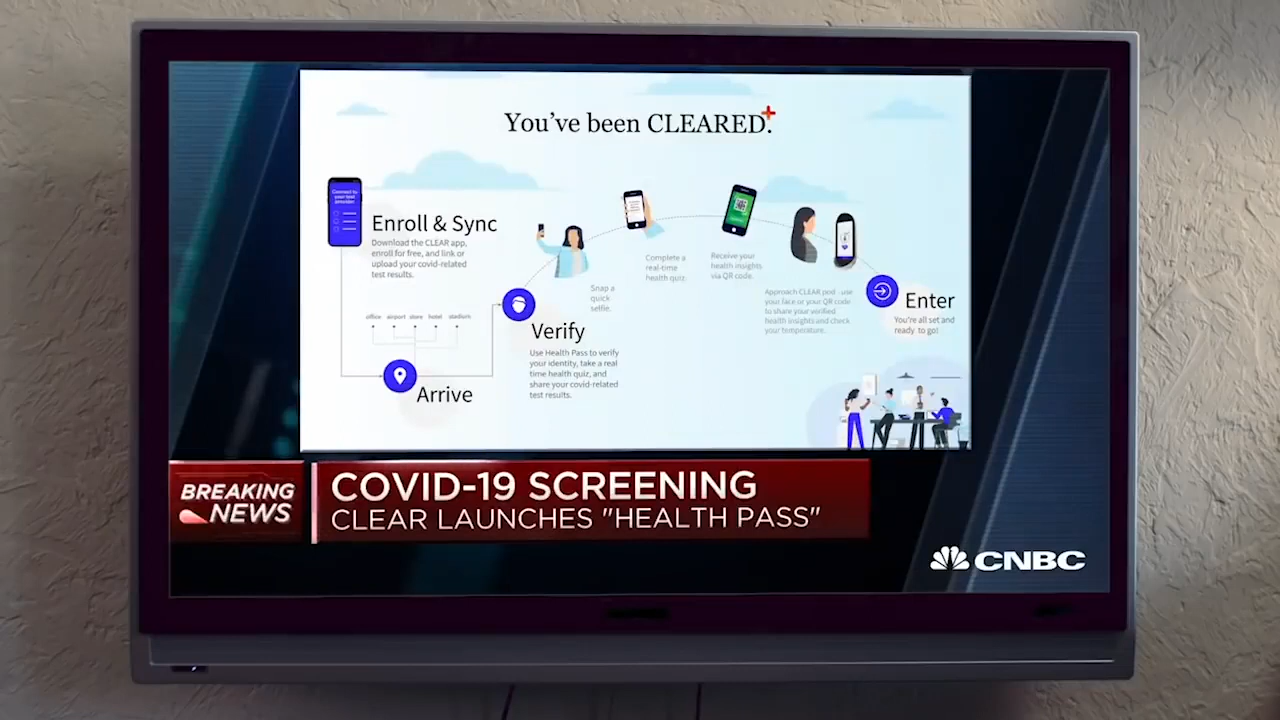 You've been CLEARED.
Connect to
your test
provider
Enroll & Sync
Download the CLEAR app,
enroll for free, and link or
upload your covid-related
test results.
office airport store hotel stadium
Arrive
Verify
Use Health Pass to verify
your identity, take a real
time health quiz, and
share your covid-related
test results.
Snap a
quick
selfie.
Complete a
real-time
health quiz.
Receive your
health insights
via QR code.
Approach CLEAR pod - use
your face or your QR code
to share your verified
health insights and check
your temperature.
Enter
You're all set and
ready to go!
BREAKING
NEWS
COVID-19 SCREENING
CLEAR LAUNCHES "HEALTH PASS"
CNBC